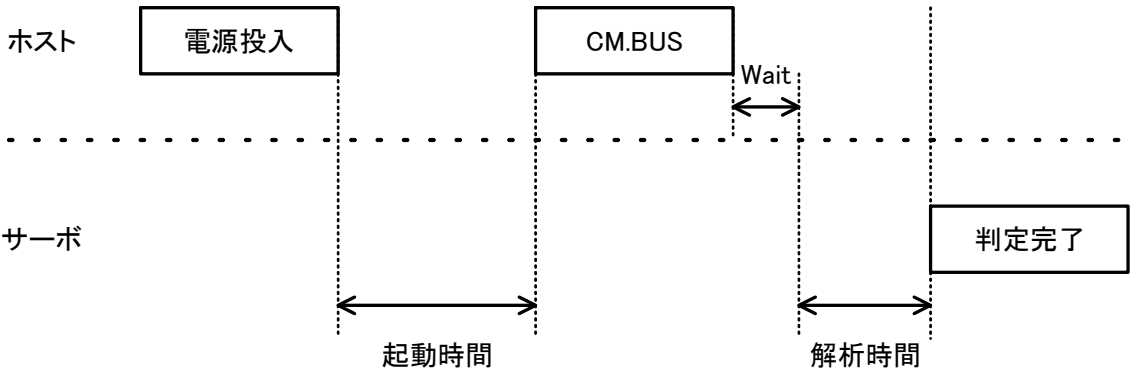 ホスト
電源投入
CM.BUS
Wait
サーボ
判定完了
起動時間
解析時間